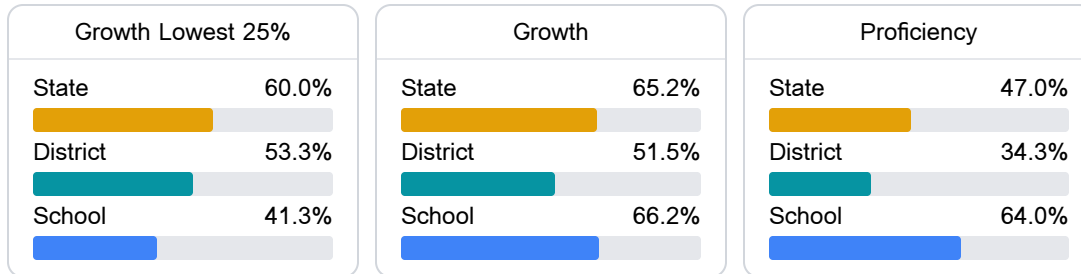 Growth Lowest 25%
State 60.0%
District 53.3%
School 41.3%
Growth
State 65.2%
District 51.5%
School 66.2%
Proficiency
State 47.0%
District 34.3%
School 64.0%